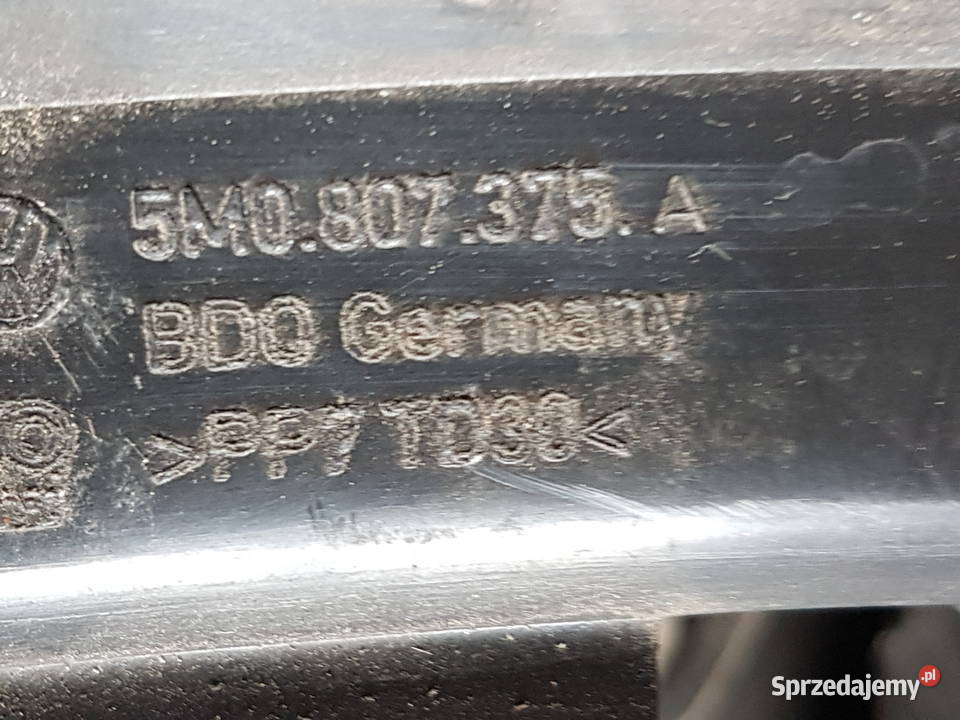 5M0.807.375.A
BDO Germany
>PP7 TD30<
Sprzedajemy.pl